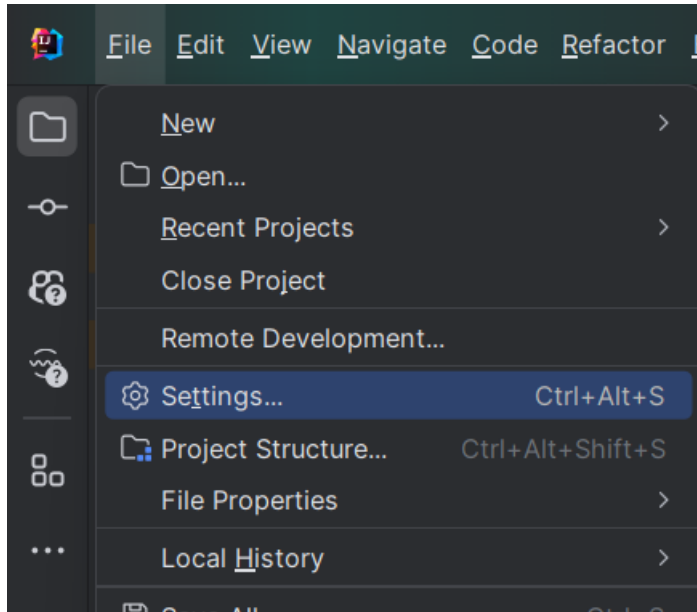 File Edit View Navigate Code Refactor
New
Open...
Recent Projects
Close Project
Remote Development...
Settings... Ctrl+Alt+S
Project Structure... Ctrl+Alt+Shift+S
File Properties
Local History